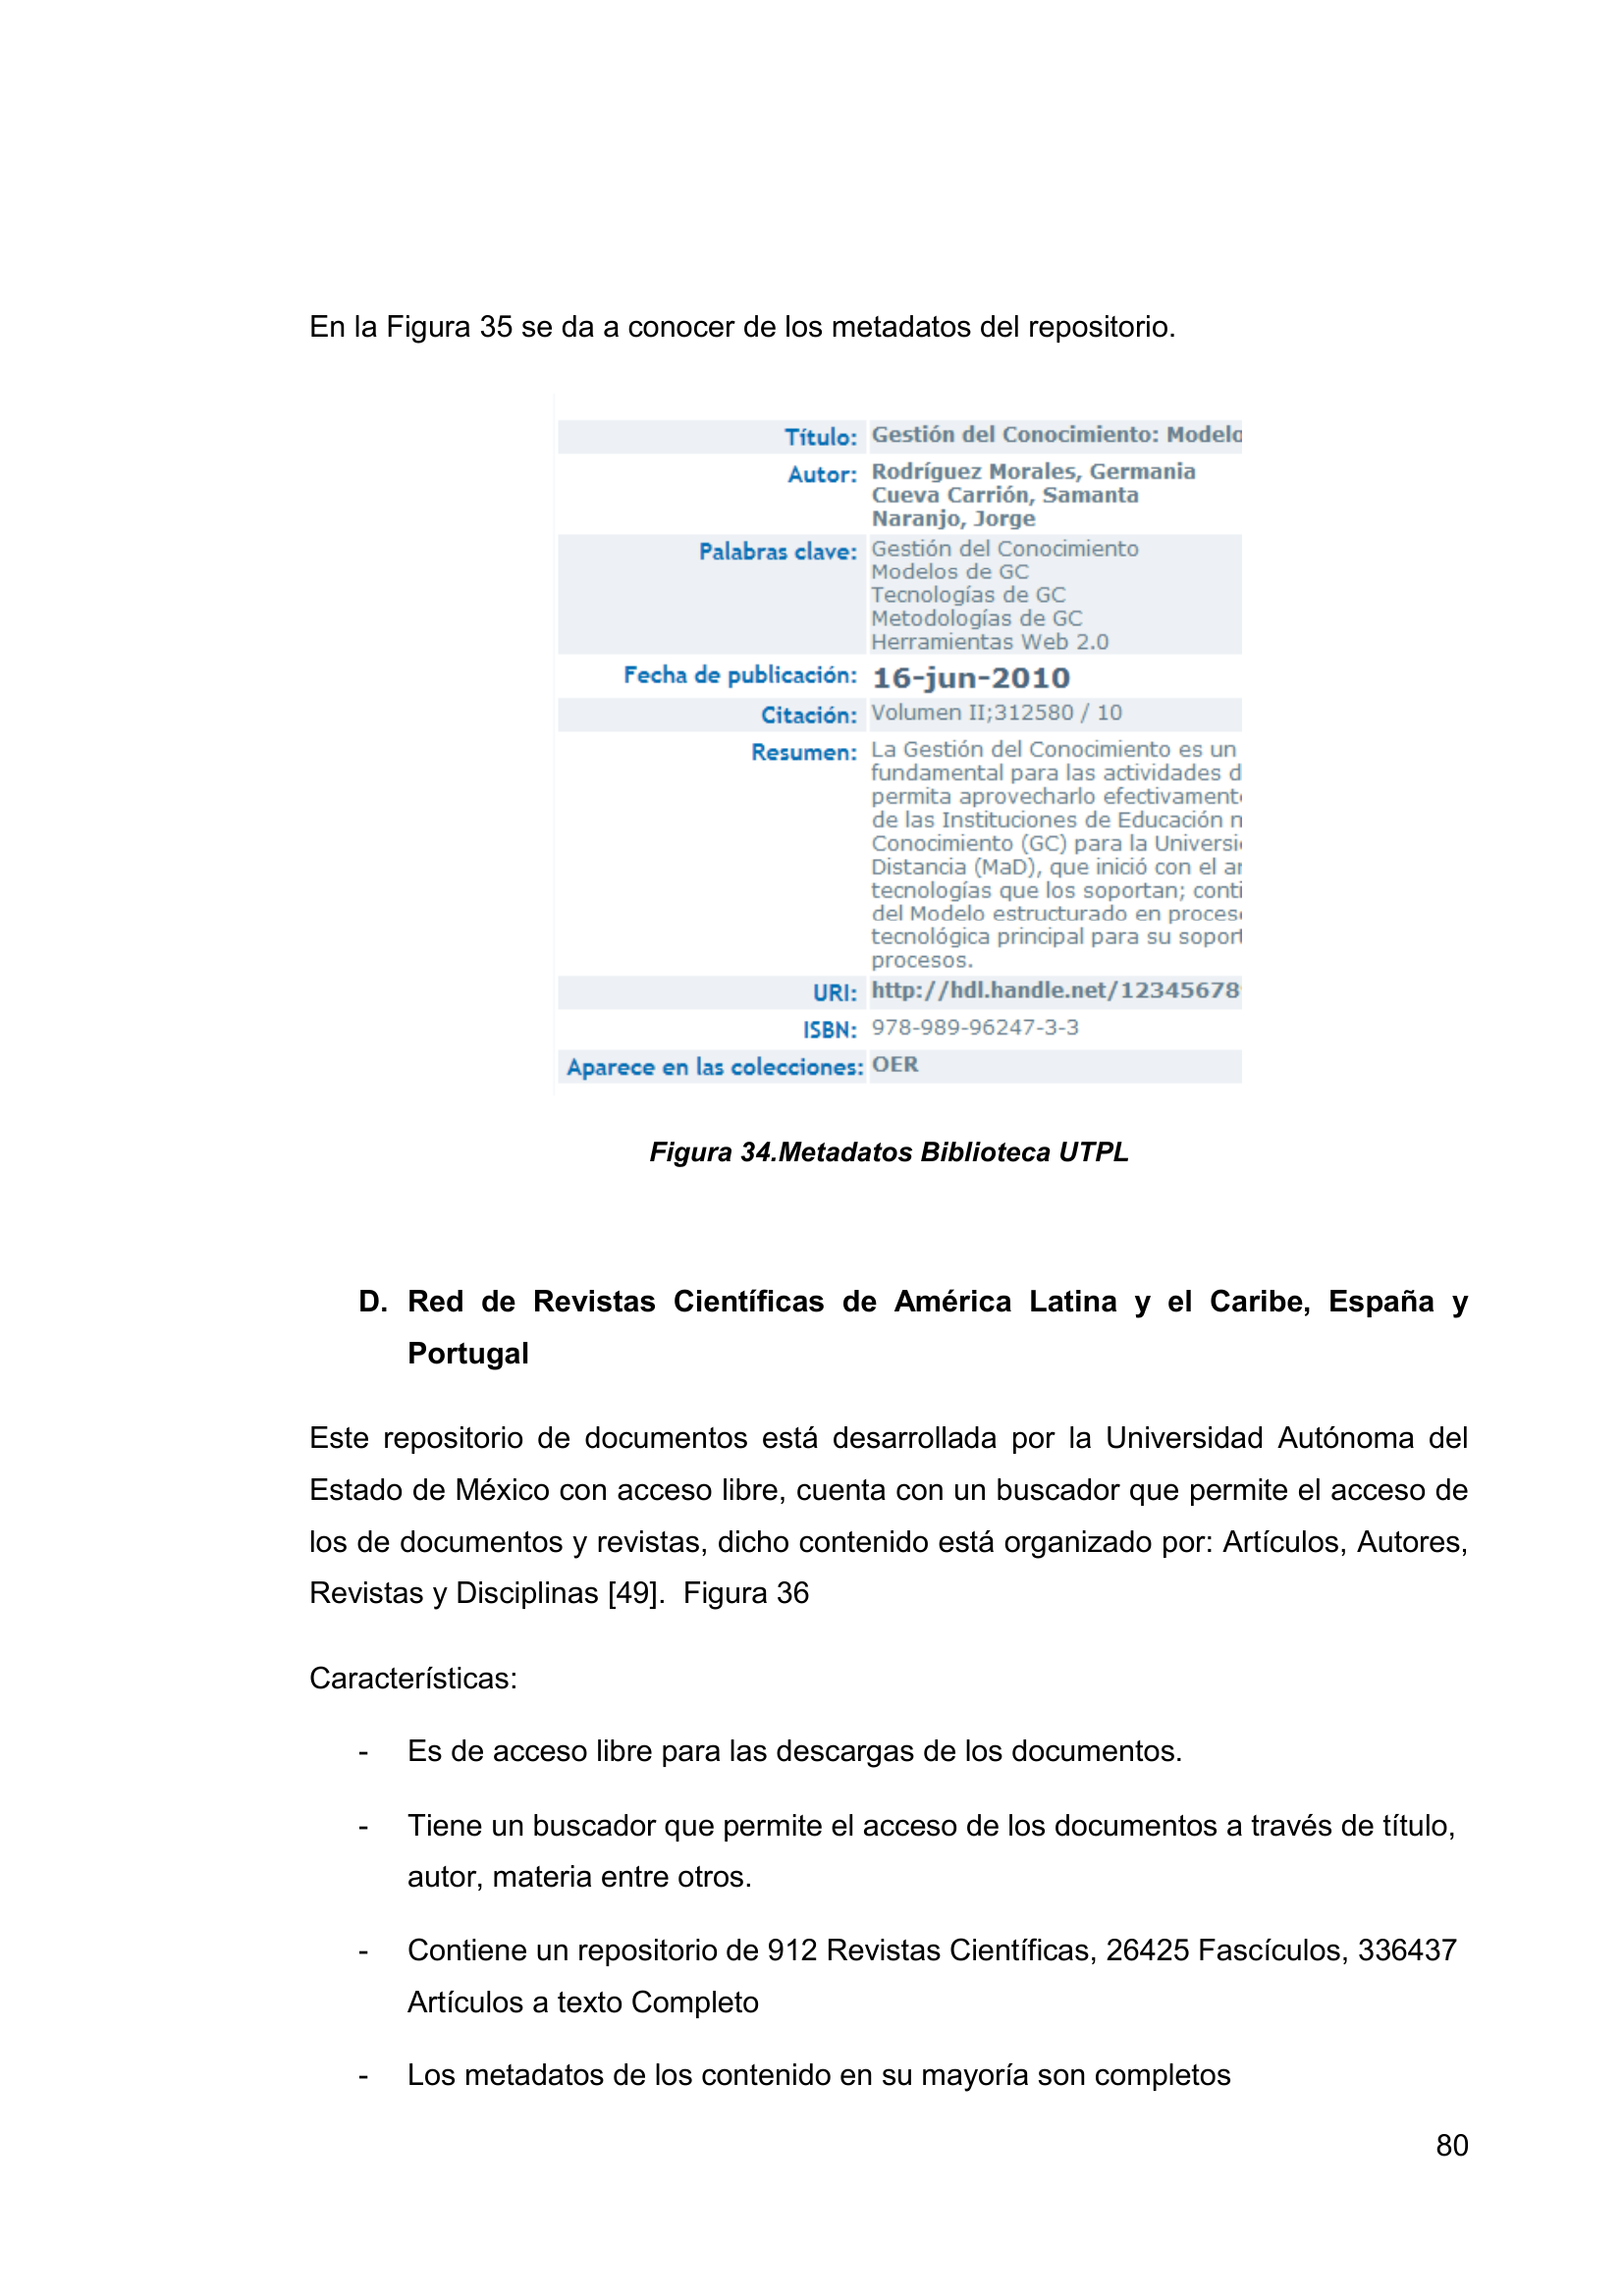 En la Figura 35 se da a conocer de los metadatos del repositorio.
Título: Gestión del Conocimiento: Modelo
Autor: Rodríguez Morales, Germania
Cueva Carrión, Samanta
Naranjo, Jorge
Palabras clave: Gestión del Conocimiento
Modelos de GC
Tecnologías de GC
Metodologías de GC
Herramientas Web 2.0
Fecha de publicación: 16-jun-2010
Citación: Volumen II;312580 / 10
Resumen: La Gestión del Conocimiento es un
fundamental para las actividades d
permita aprovecharlo efectivament
de las Instituciones de Educación n
Conocimiento (GC) para la Universi
Distancia (MaD), que inició con el a
tecnologías que los soportan; conti
del Modelo estructurado en proces
tecnológica principal para su soport
procesos.
URI: http://hdl.handle.net/12345678
ISBN: 978-989-96247-3-3
Aparece en las colecciones: OER
Figura 34.Metadatos Biblioteca UTPL
D. Red de Revistas Científicas de América Latina y el Caribe, España y
Portugal
Este repositorio de documentos está desarrollada por la Universidad Autónoma del
Estado de México con acceso libre, cuenta con un buscador que permite el acceso de
los de documentos y revistas, dicho contenido está organizado por: Artículos, Autores,
Revistas y Disciplinas [49].  Figura 36
Características:
- Es de acceso libre para las descargas de los documentos.
- Tiene un buscador que permite el acceso de los documentos a través de título,
autor, materia entre otros.
- Contiene un repositorio de 912 Revistas Científicas, 26425 Fascículos, 336437
Artículos a texto Completo
- Los metadatos de los contenido en su mayoría son completos
80